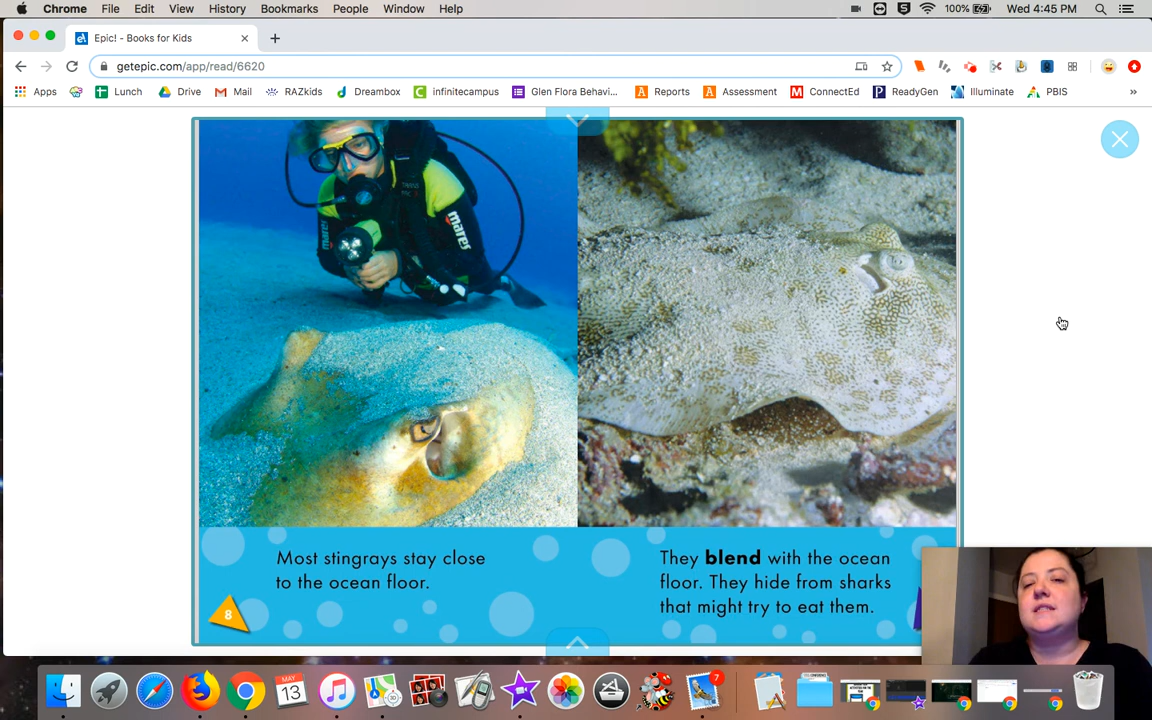 Chrome File Edit View History Bookmarks People Window Help 100% Wed 4:45 PM
Epic! - Books for Kids
getepic.com/app/read/6620
Apps Lunch Drive Mail RAZkids Dreambox infinitecampus Glen Flora Behavi... Reports Assessment ConnectEd ReadyGen Illuminate PBIS »
mares
mares
Most stingrays stay close
to the ocean floor.
8
They blend with the ocean
floor. They hide from sharks
that might try to eat them.
MAY
13
7